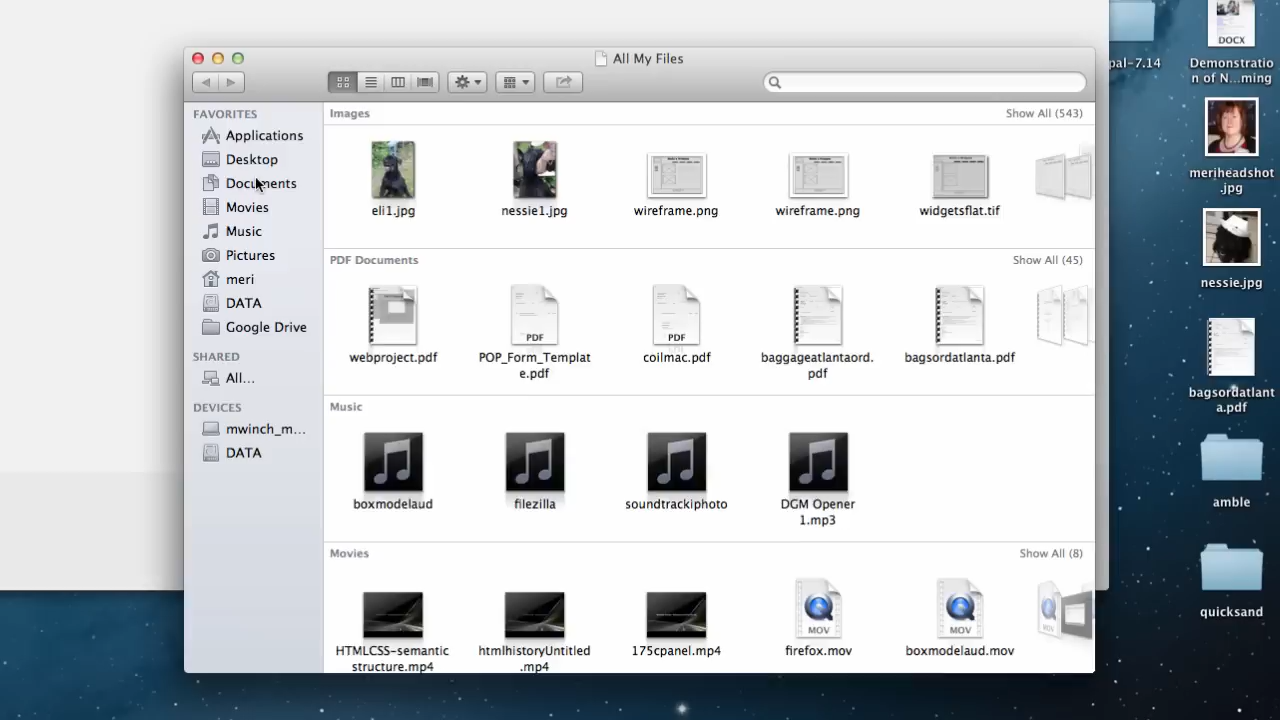 All My Files
FAVORITES
Applications
Desktop
Documents
Movies
Music
Pictures
meri
DATA
Google Drive
SHARED
All...
DEVICES
mwinch_m...
DATA
Images
Show All (543)
eli1.jpg
nessie1.jpg
wireframe.png
wireframe.png
widgetsflat.tif
PDF Documents
Show All (45)
PDF
PDF
webproject.pdf
POP_Form_Templat
e.pdf
coilmac.pdf
baggageatlantaord.
pdf
bagsordatlanta.pdf
Music
boxmodelaud
filezilla
soundtrackiphoto
DGM Opener
1.mp3
Movies
Show All (8)
MOV
MOV
HTMLCSS-semantic
structure.mp4
htmlhistoryUntitled
.mp4
175cpanel.mp4
firefox.mov
boxmodelaud.mov
pal-7.14
DOCX
Demonstratio
n of N...ming
meriheadshot
.jpg
nessie.jpg
bagsordatlant
a.pdf
amble
quicksand